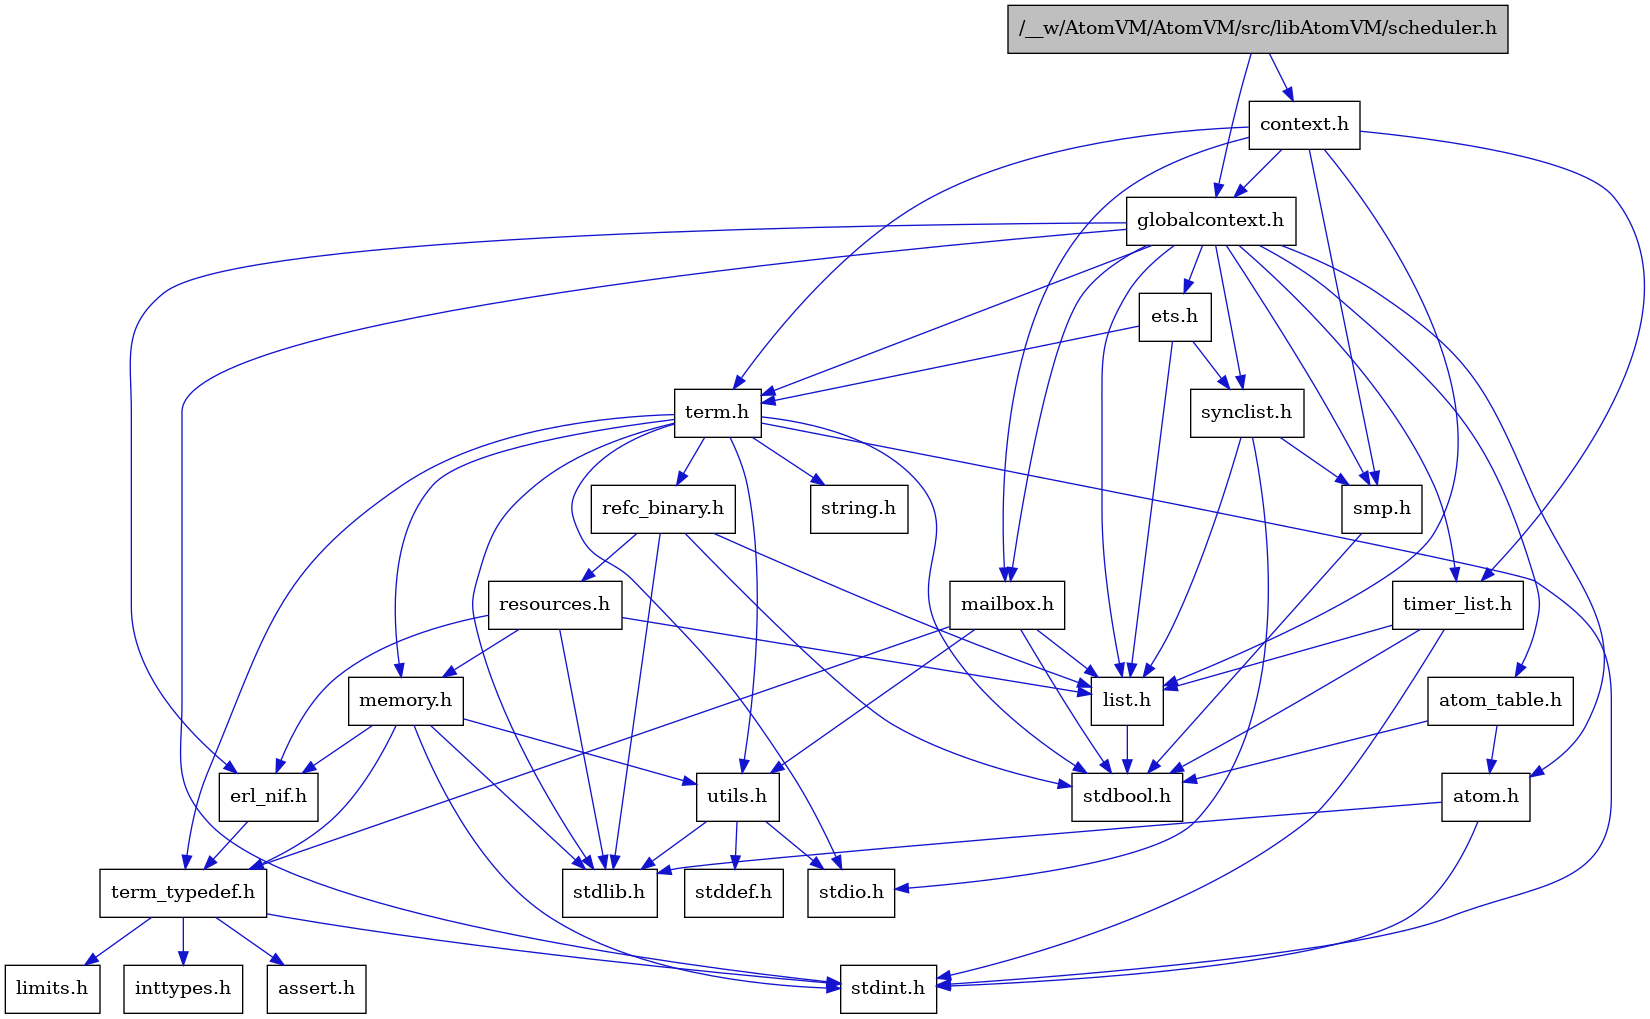 /__w/AtomVM/AtomVM/src/libAtomVM/scheduler.h
context.h
globalcontext.h
ets.h
term.h
synclist.h
refc_binary.h
string.h
smp.h
resources.h
mailbox.h
timer_list.h
memory.h
list.h
atom_table.h
erl_nif.h
utils.h
stdbool.h
atom.h
term_typedef.h
stdlib.h
stddef.h
stdio.h
limits.h
inttypes.h
assert.h
stdint.h